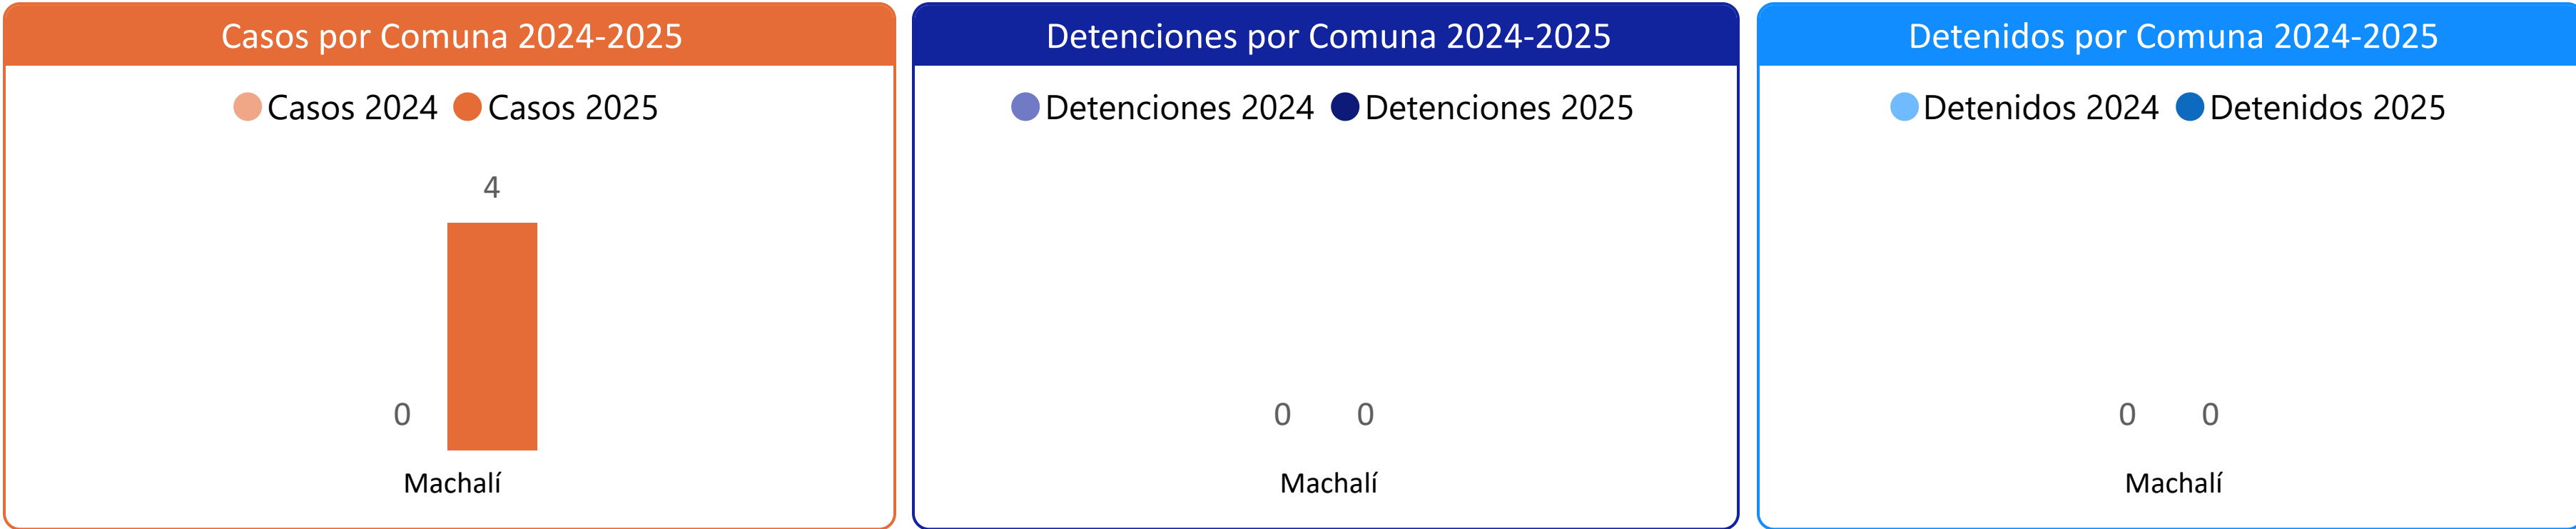 Casos por Comuna 2024-2025
Casos 2024 Casos 2025
4
0
Machalí
Detenciones por Comuna 2024-2025
Detenciones 2024 Detenciones 2025
0 0
Machalí
Detenidos por Comuna 2024-2025
Detenidos 2024 Detenidos 2025
0 0
Machalí